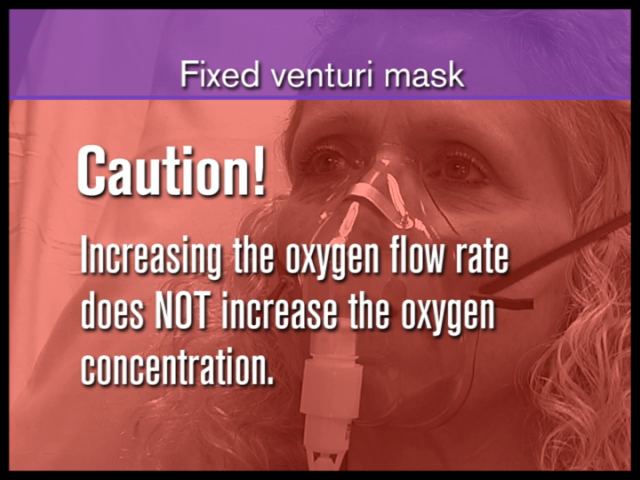 Fixed venturi mask
Caution!
Increasing the oxygen flow rate
does NOT increase the oxygen
concentration.